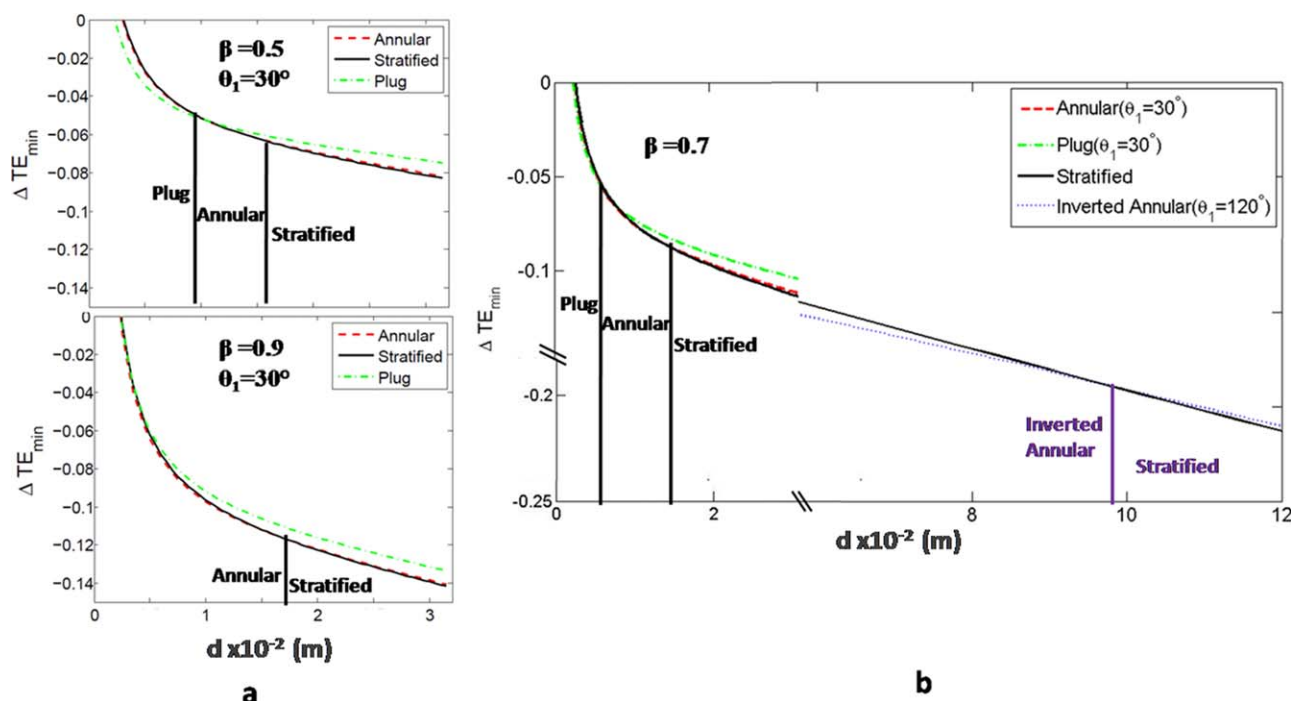 0
−0.02
−0.04
−0.06
−0.08
−0.1
−0.12
−0.14
Δ TE_min
β =0.5
θ₁=30°
Annular
Stratified
Plug
Plug
Annular
Stratified
0
−0.02
−0.04
−0.06
−0.08
−0.1
−0.12
−0.14
Δ TE_min
β =0.9
θ₁=30°
Annular
Stratified
Plug
Annular
Stratified
0 1 2 3
d x10⁻² (m)
a
0
-0.05
-0.1
-0.2
-0.25
Δ TE_min
β =0.7
Annular(θ₁=30°)
Plug(θ₁=30°)
Stratified
Inverted Annular(θ₁=120°)
Plug
Annular
Stratified
Inverted
Annular
Stratified
0 2 8 10 12
d x10⁻² (m)
b